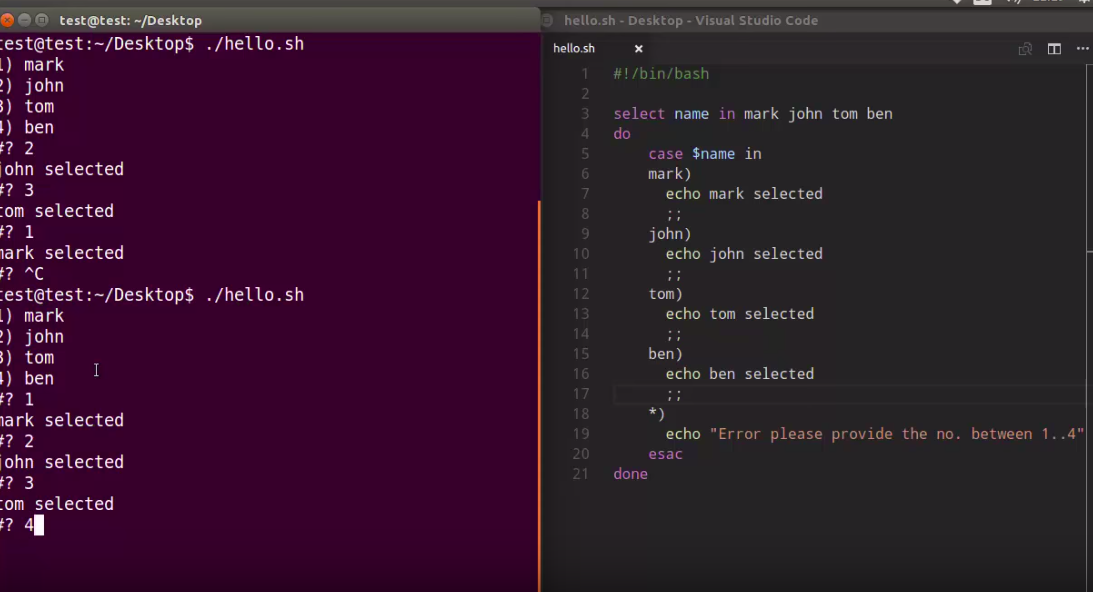 test@test: ~/Desktop
test@test:~/Desktop$ ./hello.sh
1) mark
2) john
3) tom
4) ben
#? 2
john selected
#? 3
tom selected
#? 1
mark selected
#? ^C
test@test:~/Desktop$ ./hello.sh
1) mark
2) john
3) tom
4) ben
#? 1
mark selected
#? 2
john selected
#? 3
tom selected
#? 4
hello.sh - Desktop - Visual Studio Code
hello.sh
1 #!/bin/bash
2
3 select name in mark john tom ben
4 do
5 case $name in
6 mark)
7 echo mark selected
8 ;;
9 john)
10 echo john selected
11 ;;
12 tom)
13 echo tom selected
14 ;;
15 ben)
16 echo ben selected
17 ;;
18 *)
19 echo "Error please provide the no. between 1..4"
20 esac
21 done